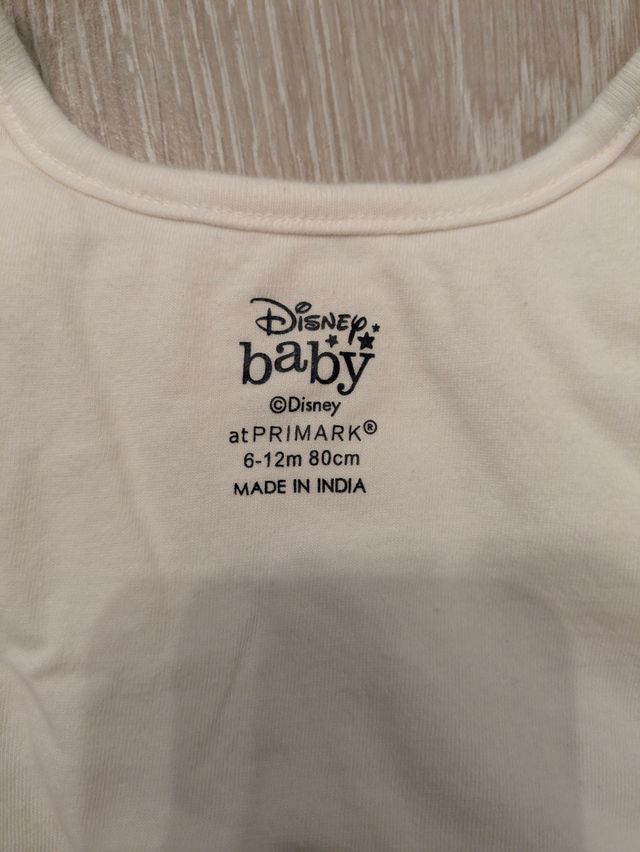 Disney
baby
©Disney
atPRIMARK®
6-12m 80cm
MADE IN INDIA